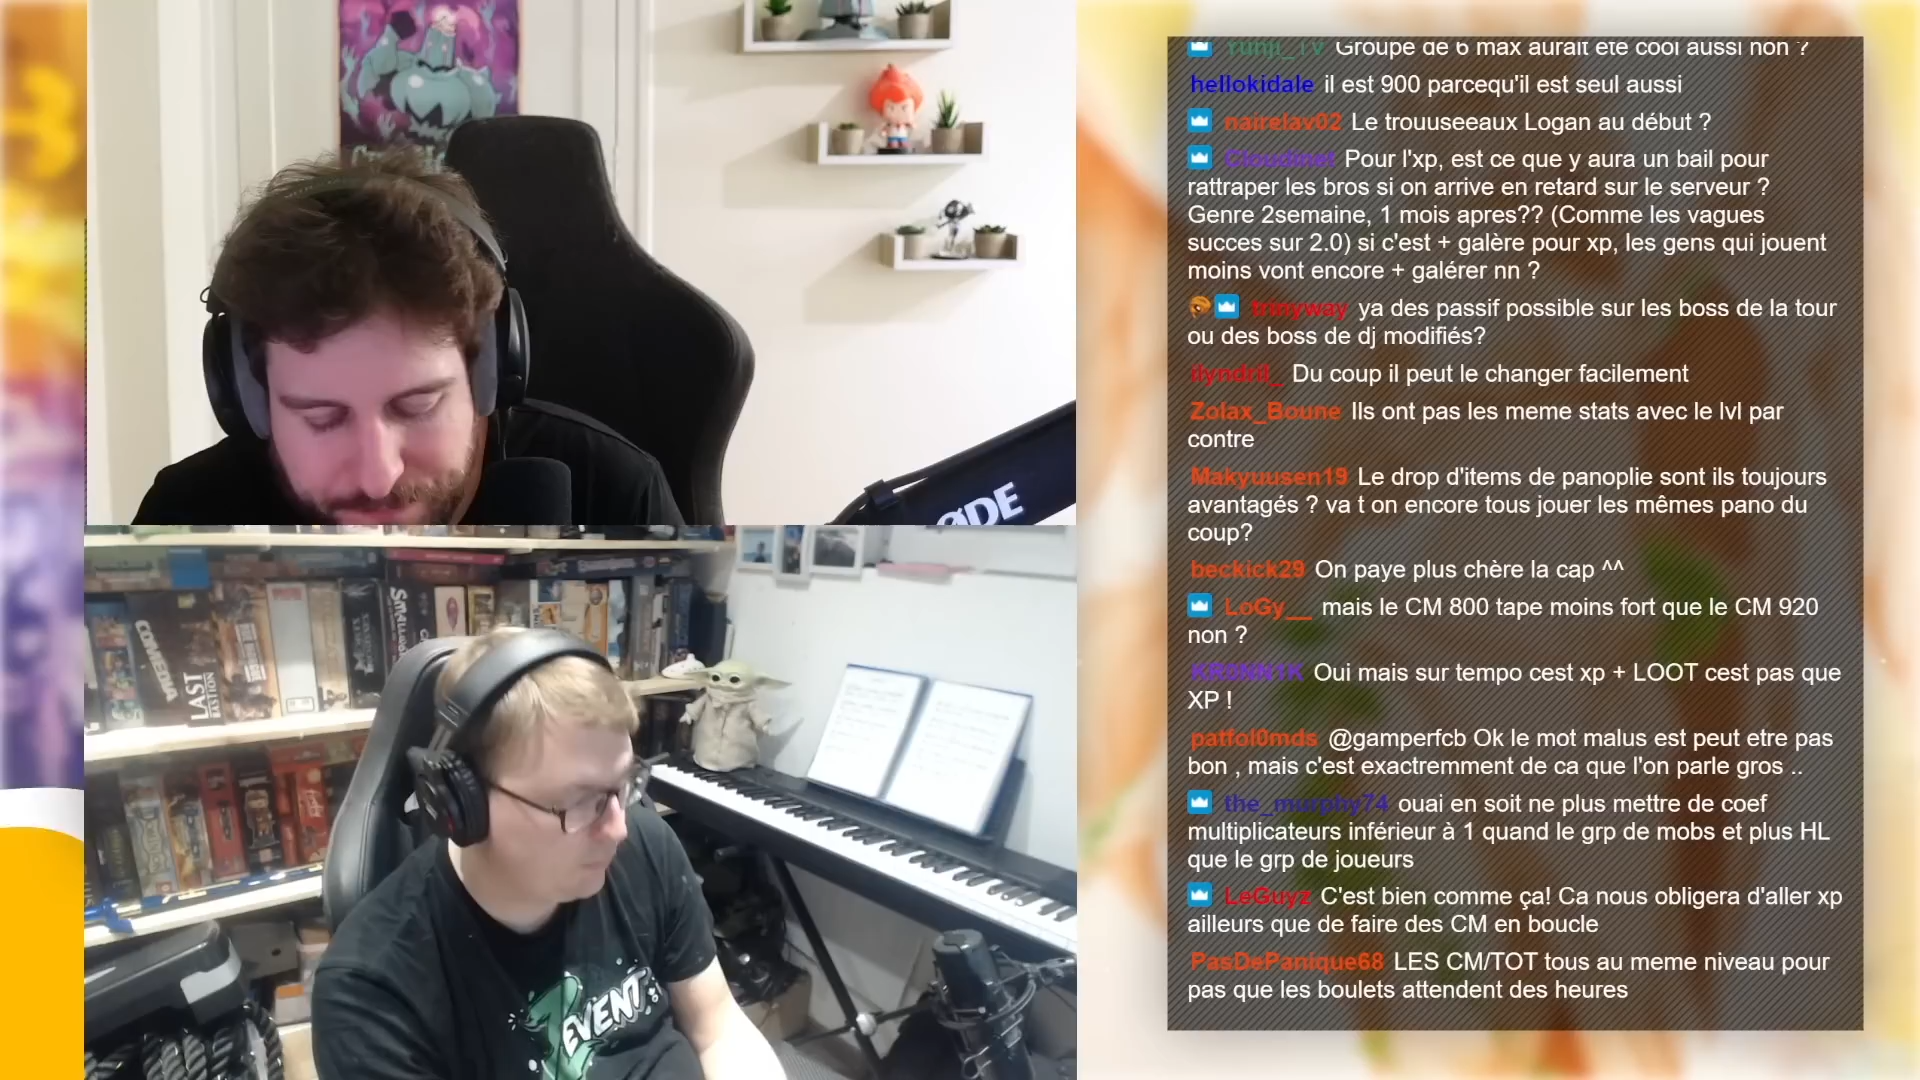 Yunji_TV Groupe de 6 max aurait été cool aussi non ?
hellokidale il est 900 parcequ'il est seul aussi
nairelav02 Le trouuseeaux Logan au début ?
Cloudinet Pour l'xp, est ce que y aura un bail pour
rattraper les bros si on arrive en retard sur le serveur ?
Genre 2semaine, 1 mois apres?? (Comme les vagues
succes sur 2.0) si c'est + galère pour xp, les gens qui jouent
moins vont encore + galérer nn ?
trinyway ya des passif possible sur les boss de la tour
ou des boss de dj modifiés?
Du coup il peut le changer facilement
Zolax_Boune Ils ont pas les meme stats avec le lvl par
contre
Makyuusen19 Le drop d'items de panoplie sont ils toujours
avantagés ? va t on encore tous jouer les mêmes pano du
coup?
beckick29 On paye plus chère la cap ^^
LoGy__ mais le CM 800 tape moins fort que le CM 920
non ?
Oui mais sur tempo cest xp + LOOT cest pas que
XP !
patfol0mds @gamperfcb Ok le mot malus est peut etre pas
bon , mais c'est exactremment de ca que l'on parle gros ..
the_murphy74 ouai en soit ne plus mettre de coef
multiplicateurs inférieur à 1 quand le grp de mobs et plus HL
que le grp de joueurs
LeGuyz C'est bien comme ça! Ca nous obligera d'aller xp
ailleurs que de faire des CM en boucle
PasDePanique68 LES CM/TOT tous au meme niveau pour
pas que les boulets attendent des heures
RØDE
COMEDIA
LAST
BASTION
SMALL
ZEVENT